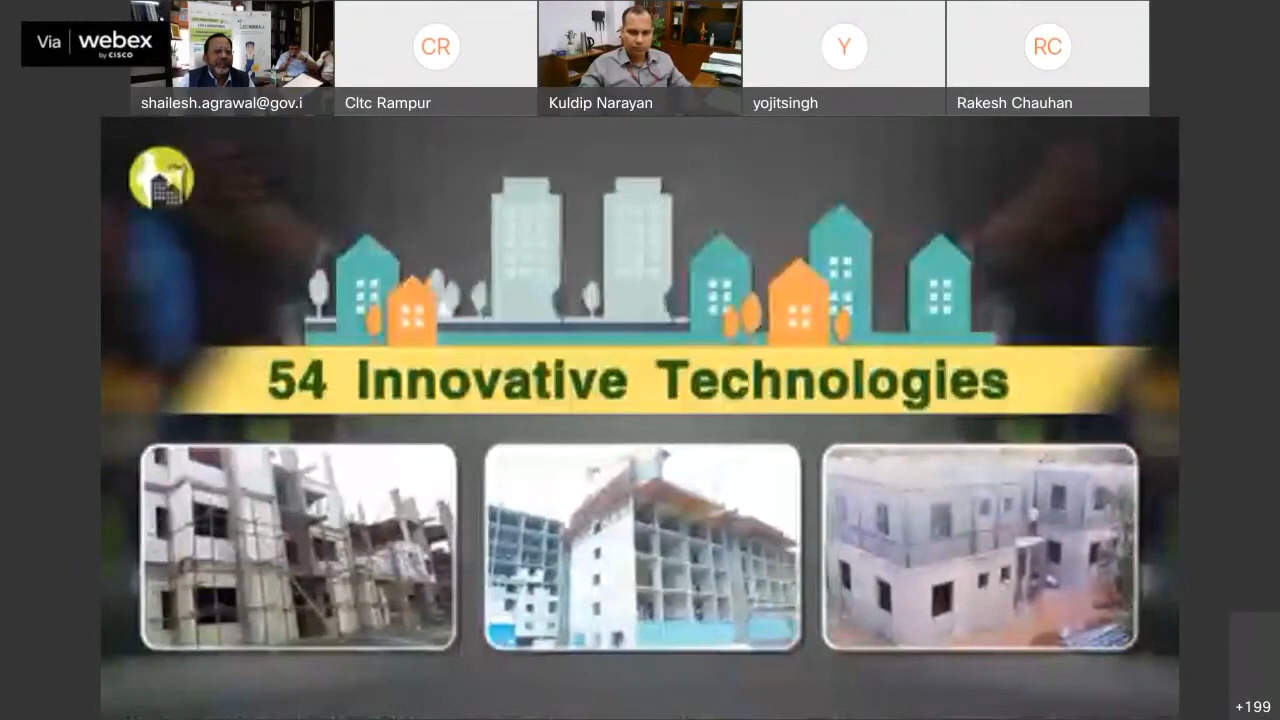 Via webex
by CISCO
CR
Y
RC
shailesh.agrawal@gov.i
Cltc Rampur
Kuldip Narayan
yojitsingh
Rakesh Chauhan
54 Innovative Technologies
+199